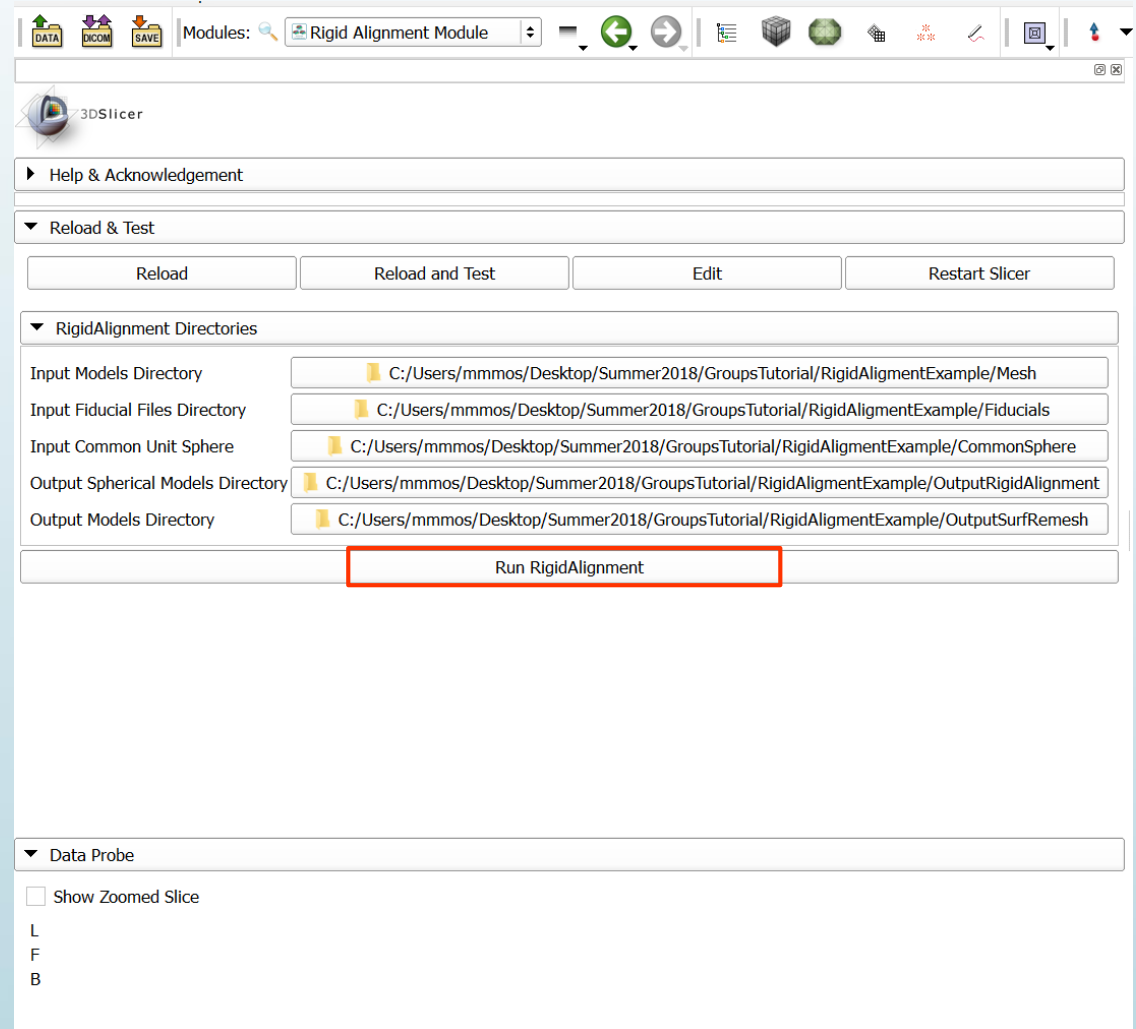 DATA DICOM SAVE Modules: Rigid Alignment Module
3DSlicer
Help & Acknowledgement
Reload & Test
Reload Reload and Test Edit Restart Slicer
RigidAlignment Directories
Input Models Directory C:/Users/mmmos/Desktop/Summer2018/GroupsTutorial/RigidAligmentExample/Mesh
Input Fiducial Files Directory C:/Users/mmmos/Desktop/Summer2018/GroupsTutorial/RigidAligmentExample/Fiducials
Input Common Unit Sphere C:/Users/mmmos/Desktop/Summer2018/GroupsTutorial/RigidAligmentExample/CommonSphere
Output Spherical Models Directory C:/Users/mmmos/Desktop/Summer2018/GroupsTutorial/RigidAligmentExample/OutputRigidAlignment
Output Models Directory C:/Users/mmmos/Desktop/Summer2018/GroupsTutorial/RigidAligmentExample/OutputSurfRemesh
Run RigidAlignment
Data Probe
Show Zoomed Slice
L
F
B